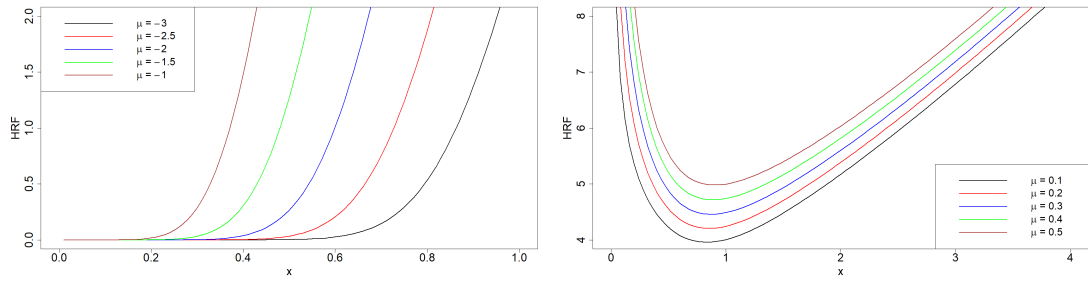 HRF
2.0
1.5
1.0
0.5
0.0
μ = −3
μ = −2.5
μ = −2
μ = −1.5
μ = −1
0.0 0.2 0.4 0.6 0.8 1.0
x
HRF
8
7
6
5
4
μ = 0.1
μ = 0.2
μ = 0.3
μ = 0.4
μ = 0.5
0 1 2 3 4
x